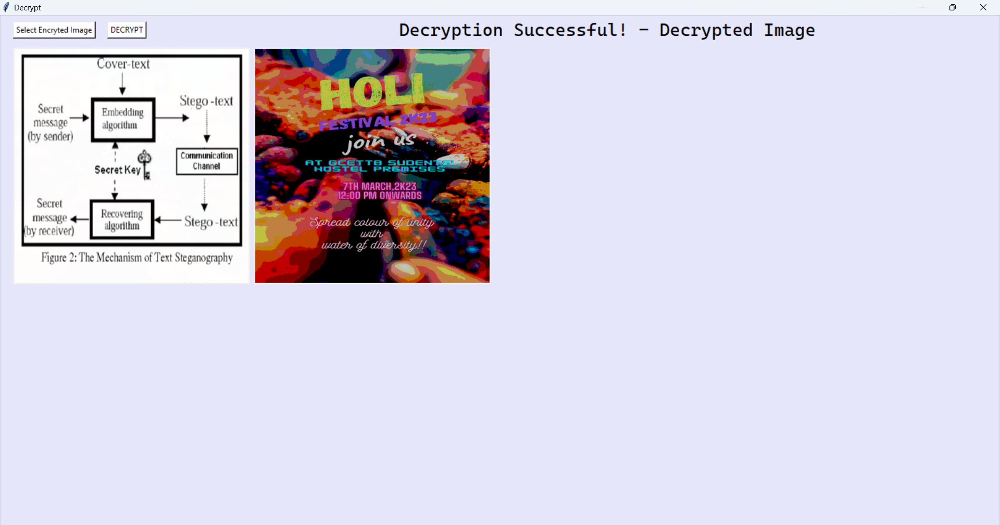 Decrypt
Select Encryted Image
DECRYPT
Decryption Successful! - Decrypted Image
Cover-text
Secret
message
(by sender)
Embedding
algorithm
Stego -text
Secret Key
Communication
Channel
Secret
message
(by receiver)
Recovering
algorithm
Stego -text
Figure 2: The Mechanism of Text Steganography
HOLI
FESTIVAL 2K23
join us
AT GCETTB SUDENTS'
HOSTEL PREMISES
7TH MARCH,2K23
12:00 PM ONWARDS
Spread colour of unity
with
water of diversity!!